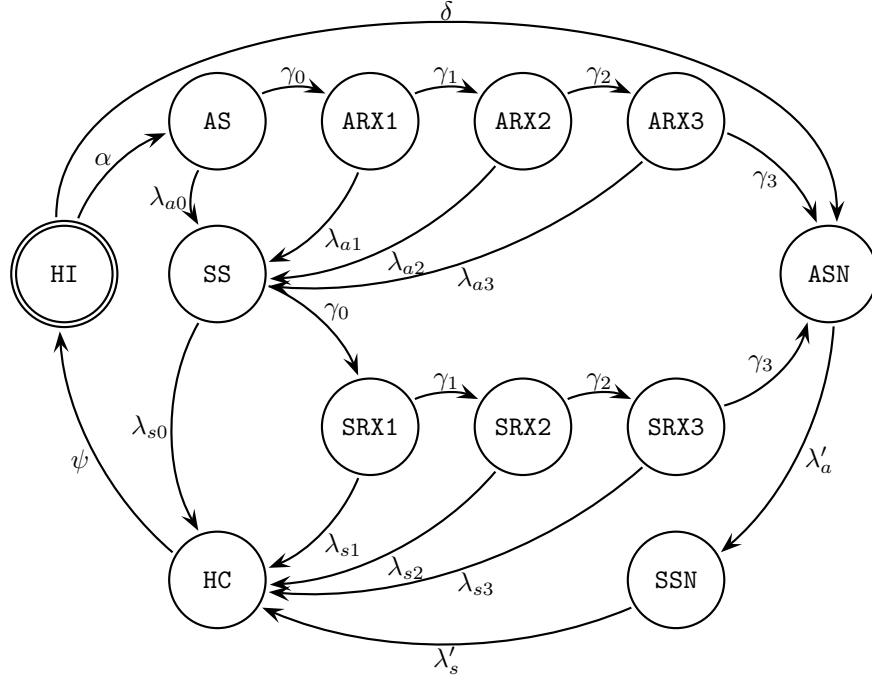 δ
γ₀ γ₁ γ₂
AS ARX1 ARX2 ARX3
α γ₃
λₐ₀
λₐ₁ λₐ₂ λₐ₃
HI SS ASN
γ₀
γ₁ γ₂ γ₃
λₛ₀ SRX1 SRX2 SRX3
ψ λ′ₐ
λₛ₁ λₛ₂ λₛ₃
HC SSN
λ′ₛ